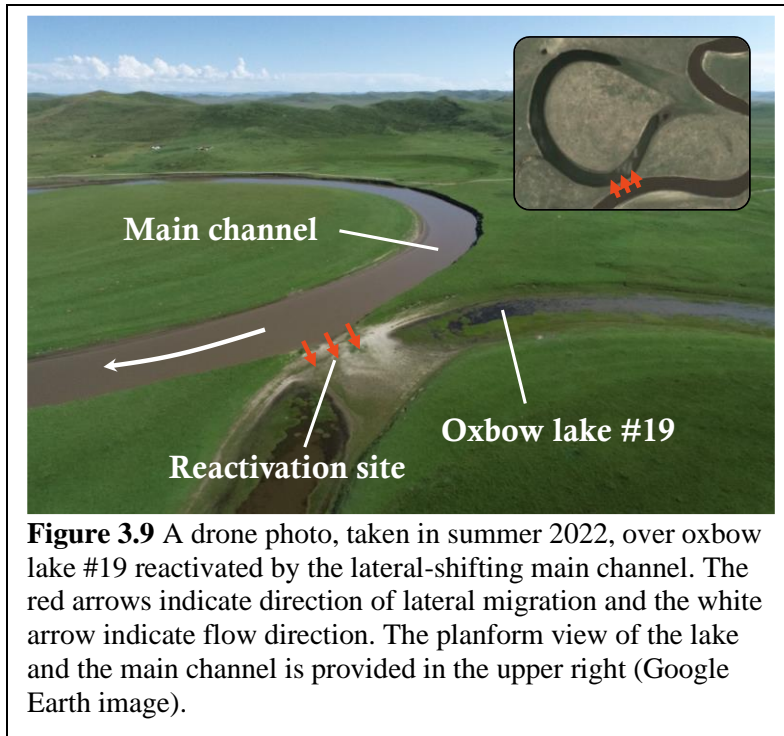 Main channel
Oxbow lake #19
Reactivation site
Figure 3.9 A drone photo, taken in summer 2022, over oxbow
lake #19 reactivated by the lateral-shifting main channel. The
red arrows indicate direction of lateral migration and the white
arrow indicate flow direction. The planform view of the lake
and the main channel is provided in the upper right (Google
Earth image).